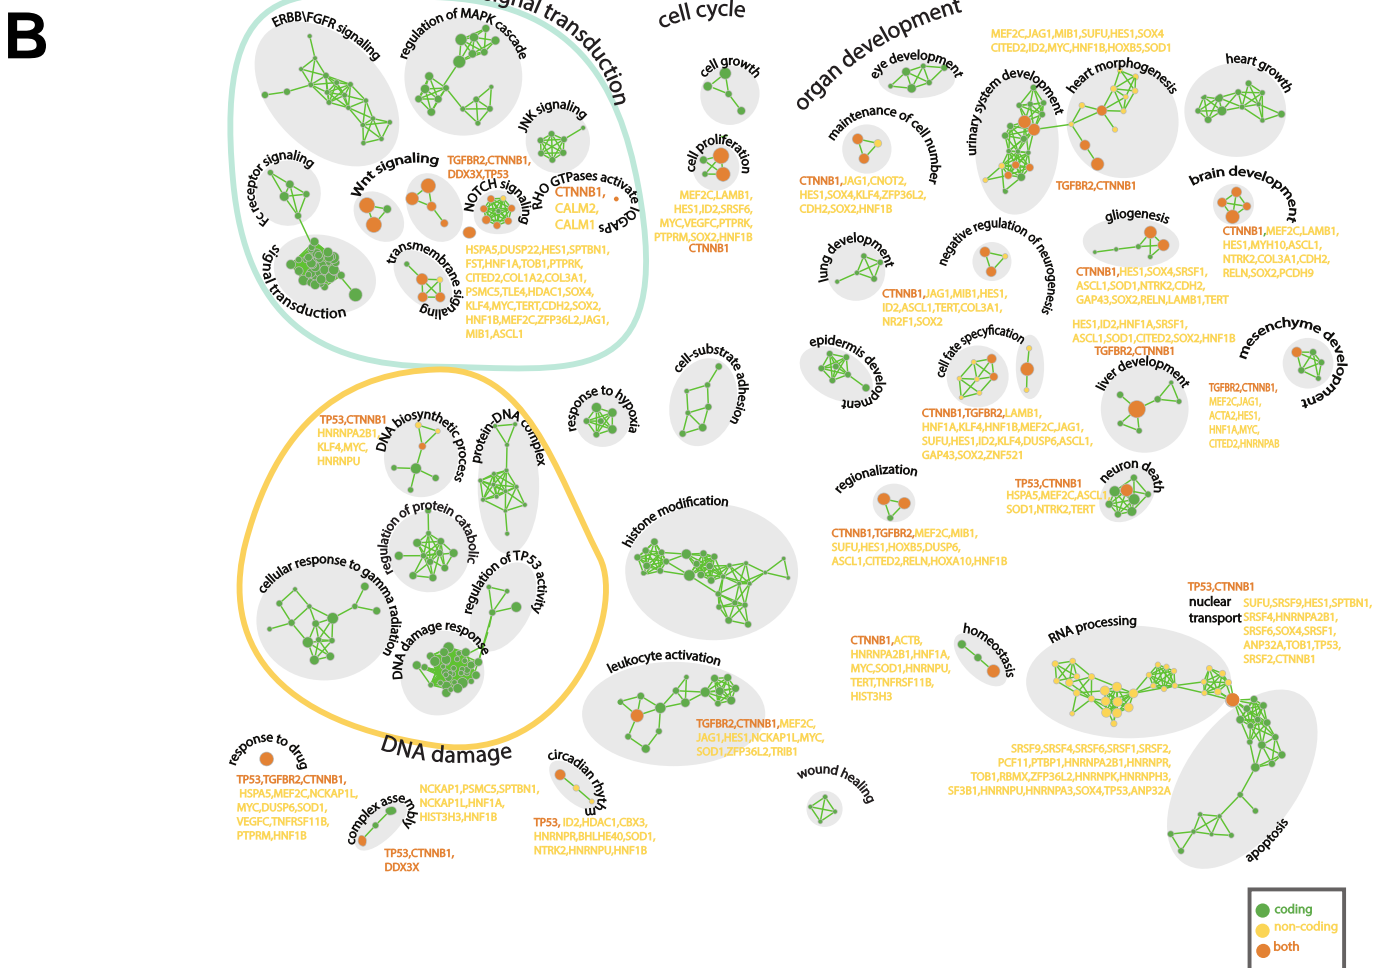 B
signal transduction
ERBB\FGFR signaling
regulation of MAPK cascade
JNK signaling
Fc receptor signaling
Wnt signaling
TGFBR2,CTNNB1,
DDX3X,TP53
NOTCH signaling
RHO GTPases activate IQGAPs
CTNNB1,
CALM2,
CALM1
signal transduction
transmembrane signaling
HSPA5,DUSP22,HES1,SPTBN1,
FST,HNF1A,TOB1,PTPRK,
CITED2,COL1A2,COL3A1,
PSMC5,TLE4,HDAC1,SOX4,
KLF4,MYC,TERT,CDH2,SOX2,
HNF1B,MEF2C,ZFP36L2,JAG1,
MIB1,ASCL1
cell cycle
cell growth
cell proliferation
MEF2C,LAMB1,
HES1,ID2,SRSF6,
MYC,VEGFC,PTPRK,
PTPRM,SOX2,HNF1B
CTNNB1
organ development
eye development
MEF2C,JAG1,MIB1,SUFU,HES1,SOX4
CITED2,ID2,MYC,HNF1B,HOXB5,SOD1
urinary system development
heart morphogenesis
TGFBR2,CTNNB1
heart growth
maintenance of cell number
CTNNB1,JAG1,CNOT2,
HES1,SOX4,KLF4,ZFP36L2,
CDH2,SOX2,HNF1B
brain development
CTNNB1,MEF2C,LAMB1,
HES1,MYH10,ASCL1,
NTRK2,COL3A1,CDH2,
RELN,SOX2,PCDH9
gliogenesis
CTNNB1,HES1,SOX4,SRSF1,
ASCL1,SOD1,NTRK2,CDH2,
GAP43,SOX2,RELN,LAMB1,TERT
lung development
negative regulation of neurogenesis
CTNNB1,JAG1,MIB1,HES1,
ID2,ASCL1,TERT,COL3A1,
NR2F1,SOX2
epidermis development
cell fate specyfication
CTNNB1,TGFBR2,LAMB1,
HNF1A,KLF4,HNF1B,MEF2C,JAG1,
SUFU,HES1,ID2,KLF4,DUSP6,ASCL1,
GAP43,SOX2,ZNF521
HES1,ID2,HNF1A,SRSF1,
ASCL1,SOD1,CITED2,SOX2,HNF1B
TGFBR2,CTNNB1
liver development
mesenchyme development
TGFBR2,CTNNB1,
MEF2C,JAG1,
ACTA2,HES1,
HNF1A,MYC,
CITED2,HNRNPAB
regionalization
CTNNB1,TGFBR2,MEF2C,MIB1,
SUFU,HES1,HOXB5,DUSP6,
ASCL1,CITED2,RELN,HOXA10,HNF1B
neuron death
TP53,CTNNB1
HSPA5,MEF2C,ASCL1
SOD1,NTRK2,TERT
response to hypoxia
cell-substrate adhesion
TP53,CTNNB1
HNRNPA2B1,
KLF4,MYC,
HNRNPU
DNA biosynthetic process
protein-DNA complex
regulation of protein catabolic
cellular response to gamma radiation
regulation of TP53 activity
DNA damage response
DNA damage
histone modification
leukocyte activation
TGFBR2,CTNNB1,MEF2C,
JAG1,HES1,NCKAP1L,MYC,
SOD1,ZFP36L2,TRIB1
CTNNB1,ACTB,
HNRNPA2B1,HNF1A,
MYC,SOD1,HNRNPU,
TERT,TNFRSF11B,
HIST3H3
homeostasis
RNA processing
TP53,CTNNB1
nuclear transport
SUFU,SRSF9,HES1,SPTBN1,
SRSF4,HNRNPA2B1,
SRSF6,SOX4,SRSF1,
ANP32A,TOB1,TP53,
SRSF2,CTNNB1
SRSF9,SRSF4,SRSF6,SRSF1,SRSF2,
PCF11,PTBP1,HNRNPA2B1,HNRNPR,
TOB1,RBMX,ZFP36L2,HNRNPK,HNRNPH3,
SF3B1,HNRNPU,HNRNPA3,SOX4,TP53,ANP32A
apoptosis
response to drug
TP53,TGFBR2,CTNNB1,
HSPA5,MEF2C,NCKAP1L,
MYC,DUSP6,SOD1,
VEGFC,TNFRSF11B,
PTPRM,HNF1B
complex assembly
NCKAP1,PSMC5,SPTBN1,
NCKAP1L,HNF1A,
HIST3H3,HNF1B
TP53,CTNNB1,
DDX3X
circadian rhythm
TP53, ID2,HDAC1,CBX3,
HNRNPR,BHLHE40,SOD1,
NTRK2,HNRNPU,HNF1B
wound healing
coding
non-coding
both